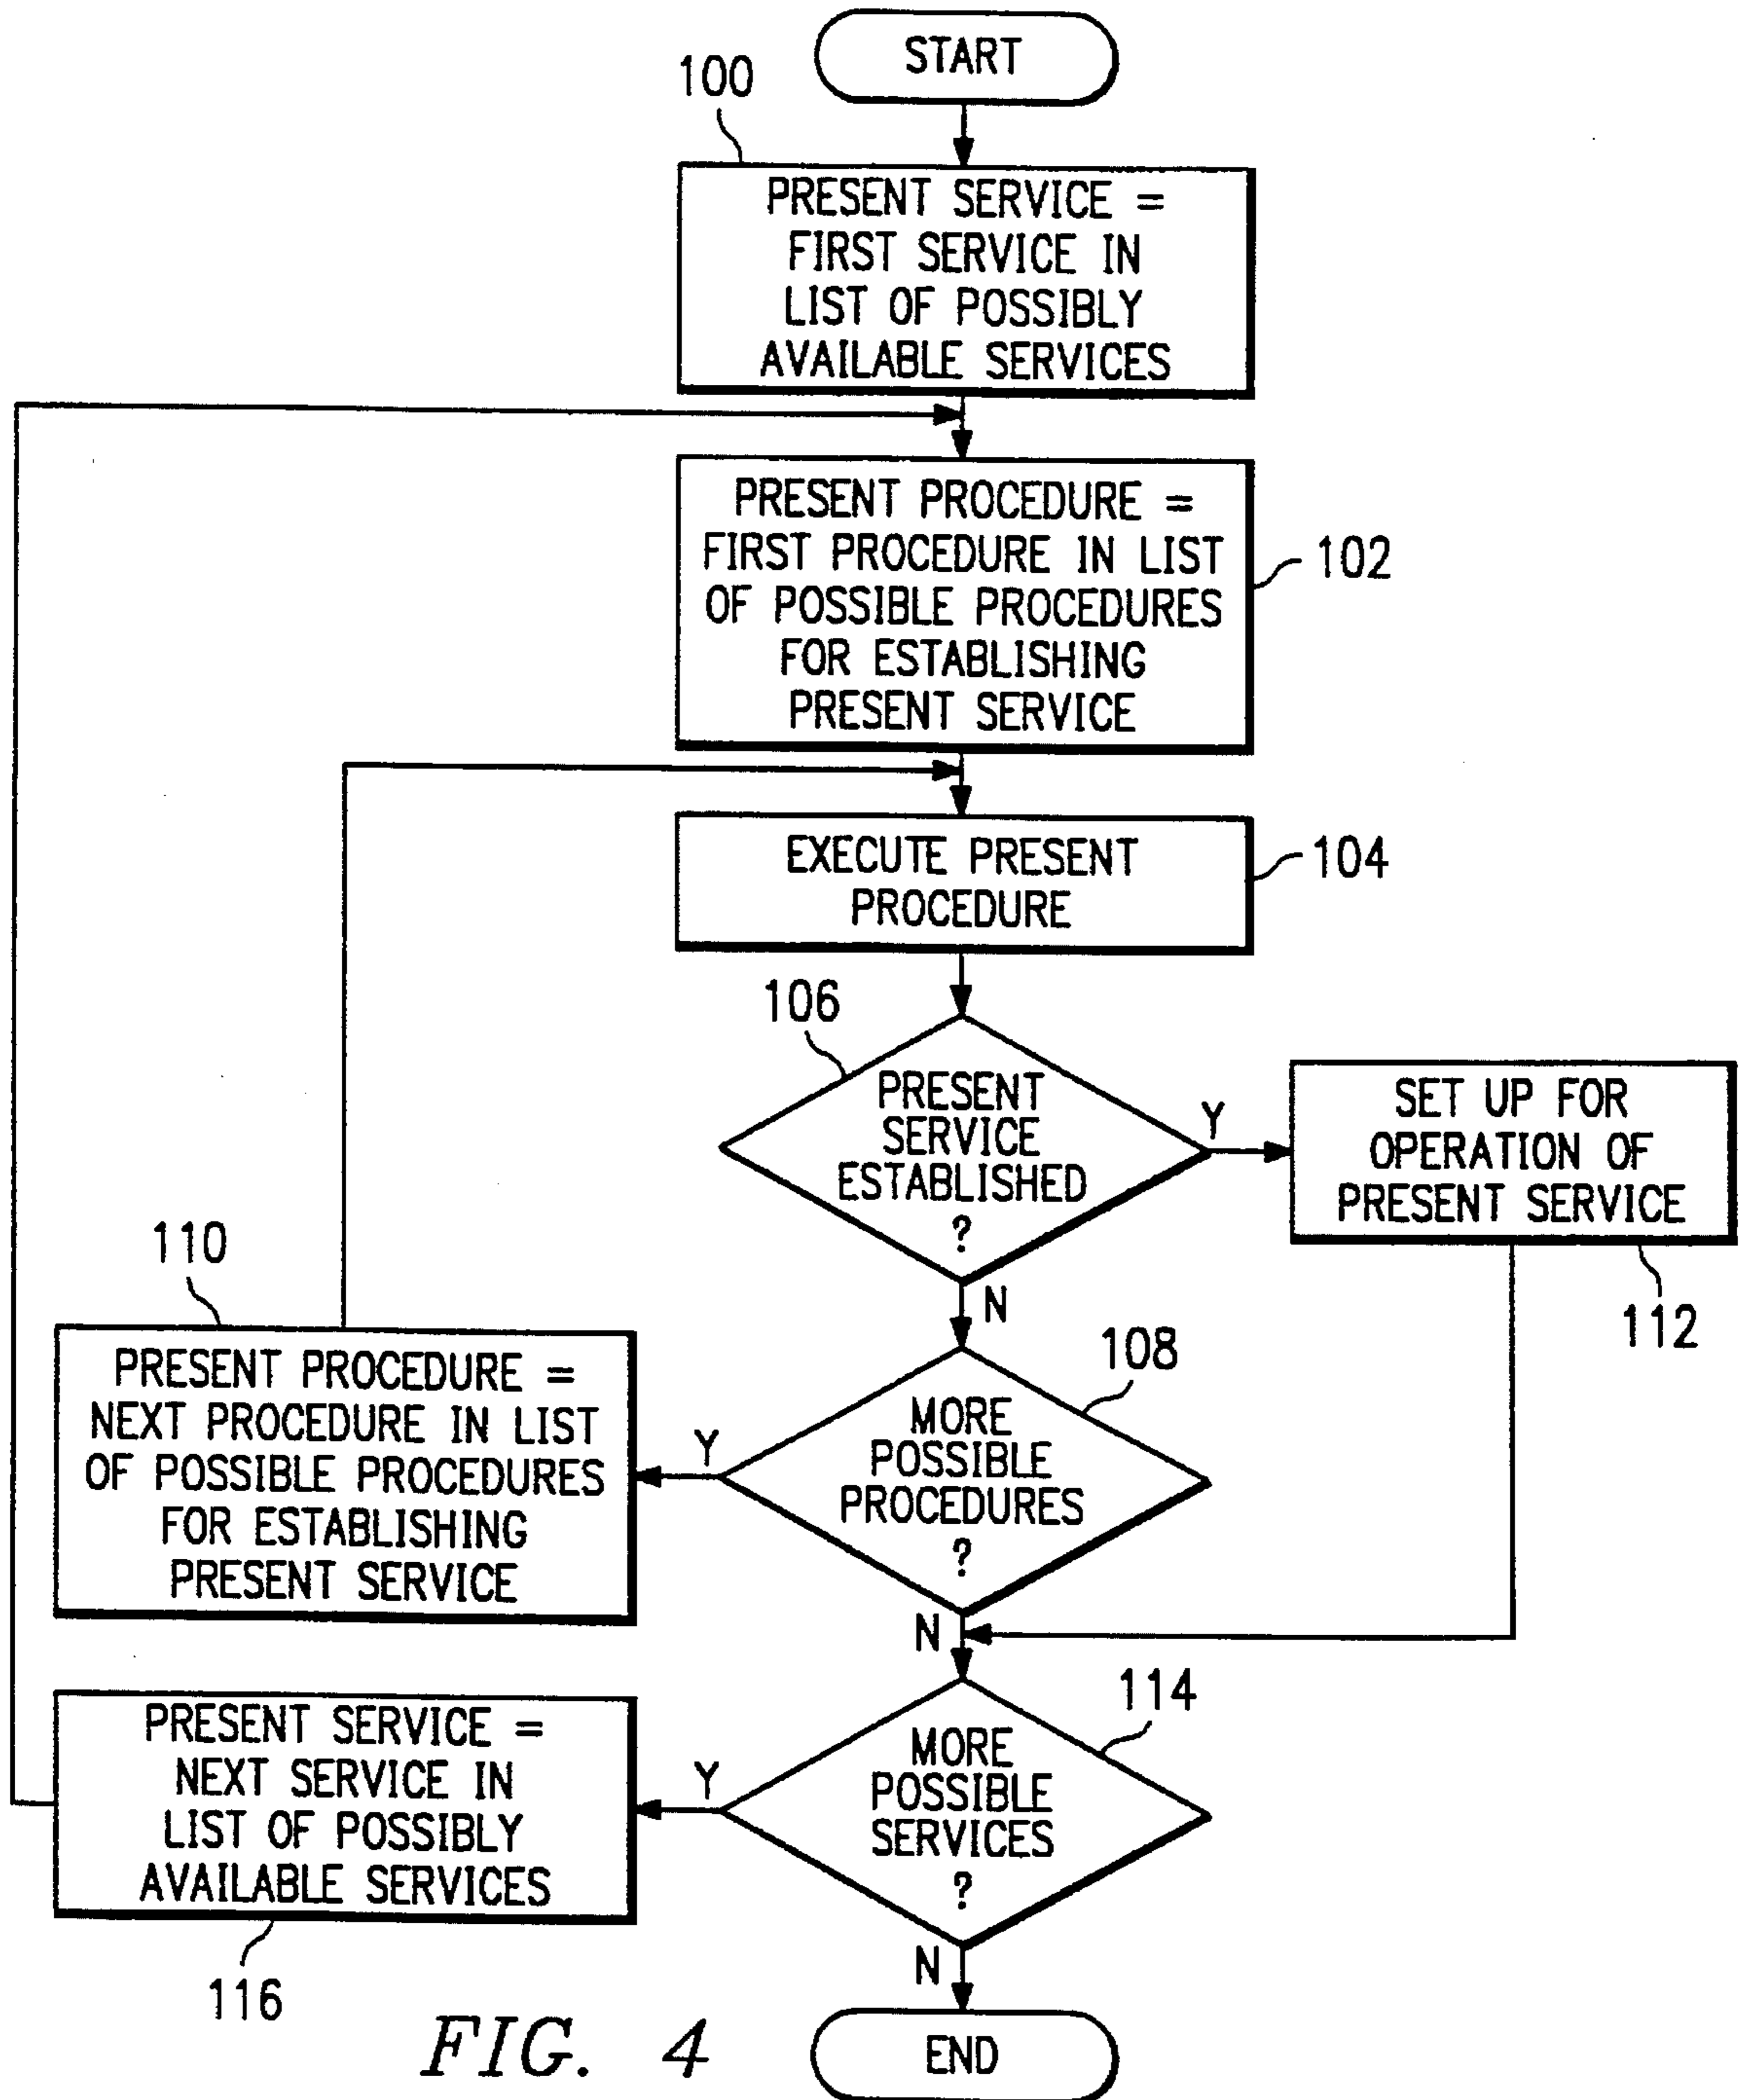 START
100
PRESENT SERVICE =
FIRST SERVICE IN
LIST OF POSSIBLY
AVAILABLE SERVICES
PRESENT PROCEDURE =
FIRST PROCEDURE IN LIST
OF POSSIBLE PROCEDURES
FOR ESTABLISHING
PRESENT SERVICE
102
EXECUTE PRESENT
PROCEDURE
104
106
PRESENT
SERVICE
ESTABLISHED
?
Y
N
SET UP FOR
OPERATION OF
PRESENT SERVICE
112
110
PRESENT PROCEDURE =
NEXT PROCEDURE IN LIST
OF POSSIBLE PROCEDURES
FOR ESTABLISHING
PRESENT SERVICE
108
MORE
POSSIBLE
PROCEDURES
?
Y
N
114
MORE
POSSIBLE
SERVICES
?
Y
N
PRESENT SERVICE =
NEXT SERVICE IN
LIST OF POSSIBLY
AVAILABLE SERVICES
116
END
FIG. 4